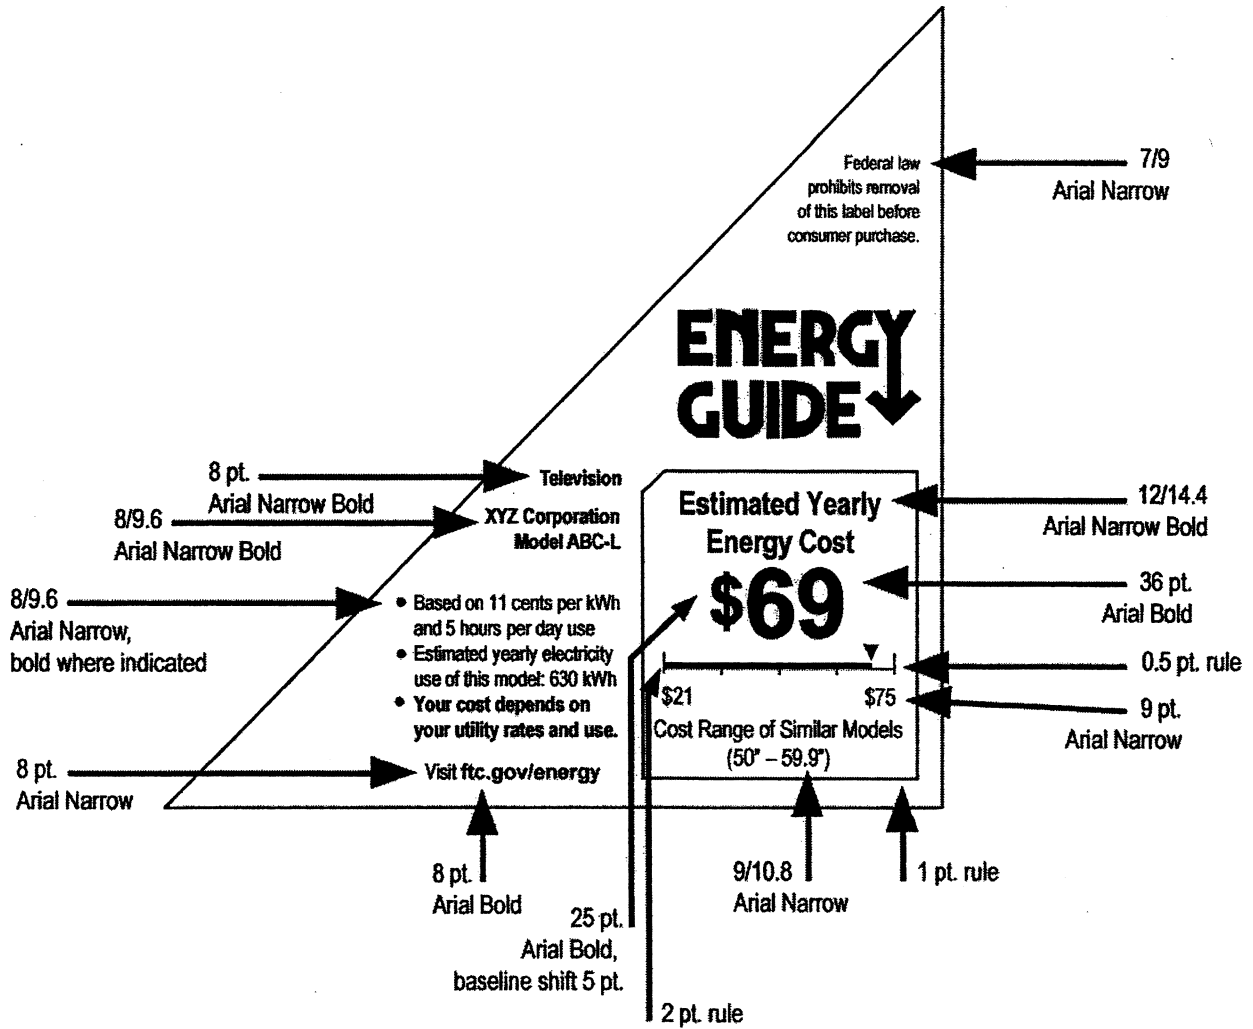 Federal law
prohibits removal
of this label before
consumer purchase.
7/9
Arial Narrow
ENERGY
GUIDE
8 pt.
Arial Narrow Bold
Television
8/9.6
Arial Narrow Bold
XYZ Corporation
Model ABC-L
Estimated Yearly
Energy Cost
12/14.4
Arial Narrow Bold
$69
36 pt.
Arial Bold
8/9.6
Arial Narrow,
bold where indicated
• Based on 11 cents per kWh
and 5 hours per day use
• Estimated yearly electricity
use of this model: 630 kWh
• Your cost depends on
your utility rates and use.
0.5 pt. rule
$21 $75
9 pt.
Arial Narrow
Cost Range of Similar Models
(50" – 59.9")
8 pt.
Arial Narrow
Visit ftc.gov/energy
8 pt.
Arial Bold
25 pt.
Arial Bold,
baseline shift 5 pt.
2 pt. rule
9/10.8
Arial Narrow
1 pt. rule